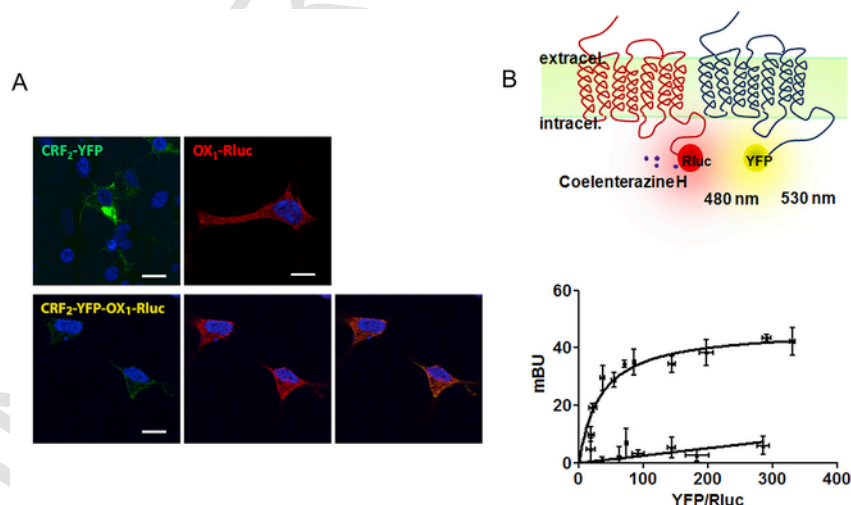 A
CRF2-YFP
OX1-Rluc
CRF2-YFP-OX1-Rluc
B
extracel.
intracel.
Rluc
YFP
Coelenterazine H
480 nm
530 nm
60
40
20
0
mBU
0
100
200
300
400
YFP/Rluc